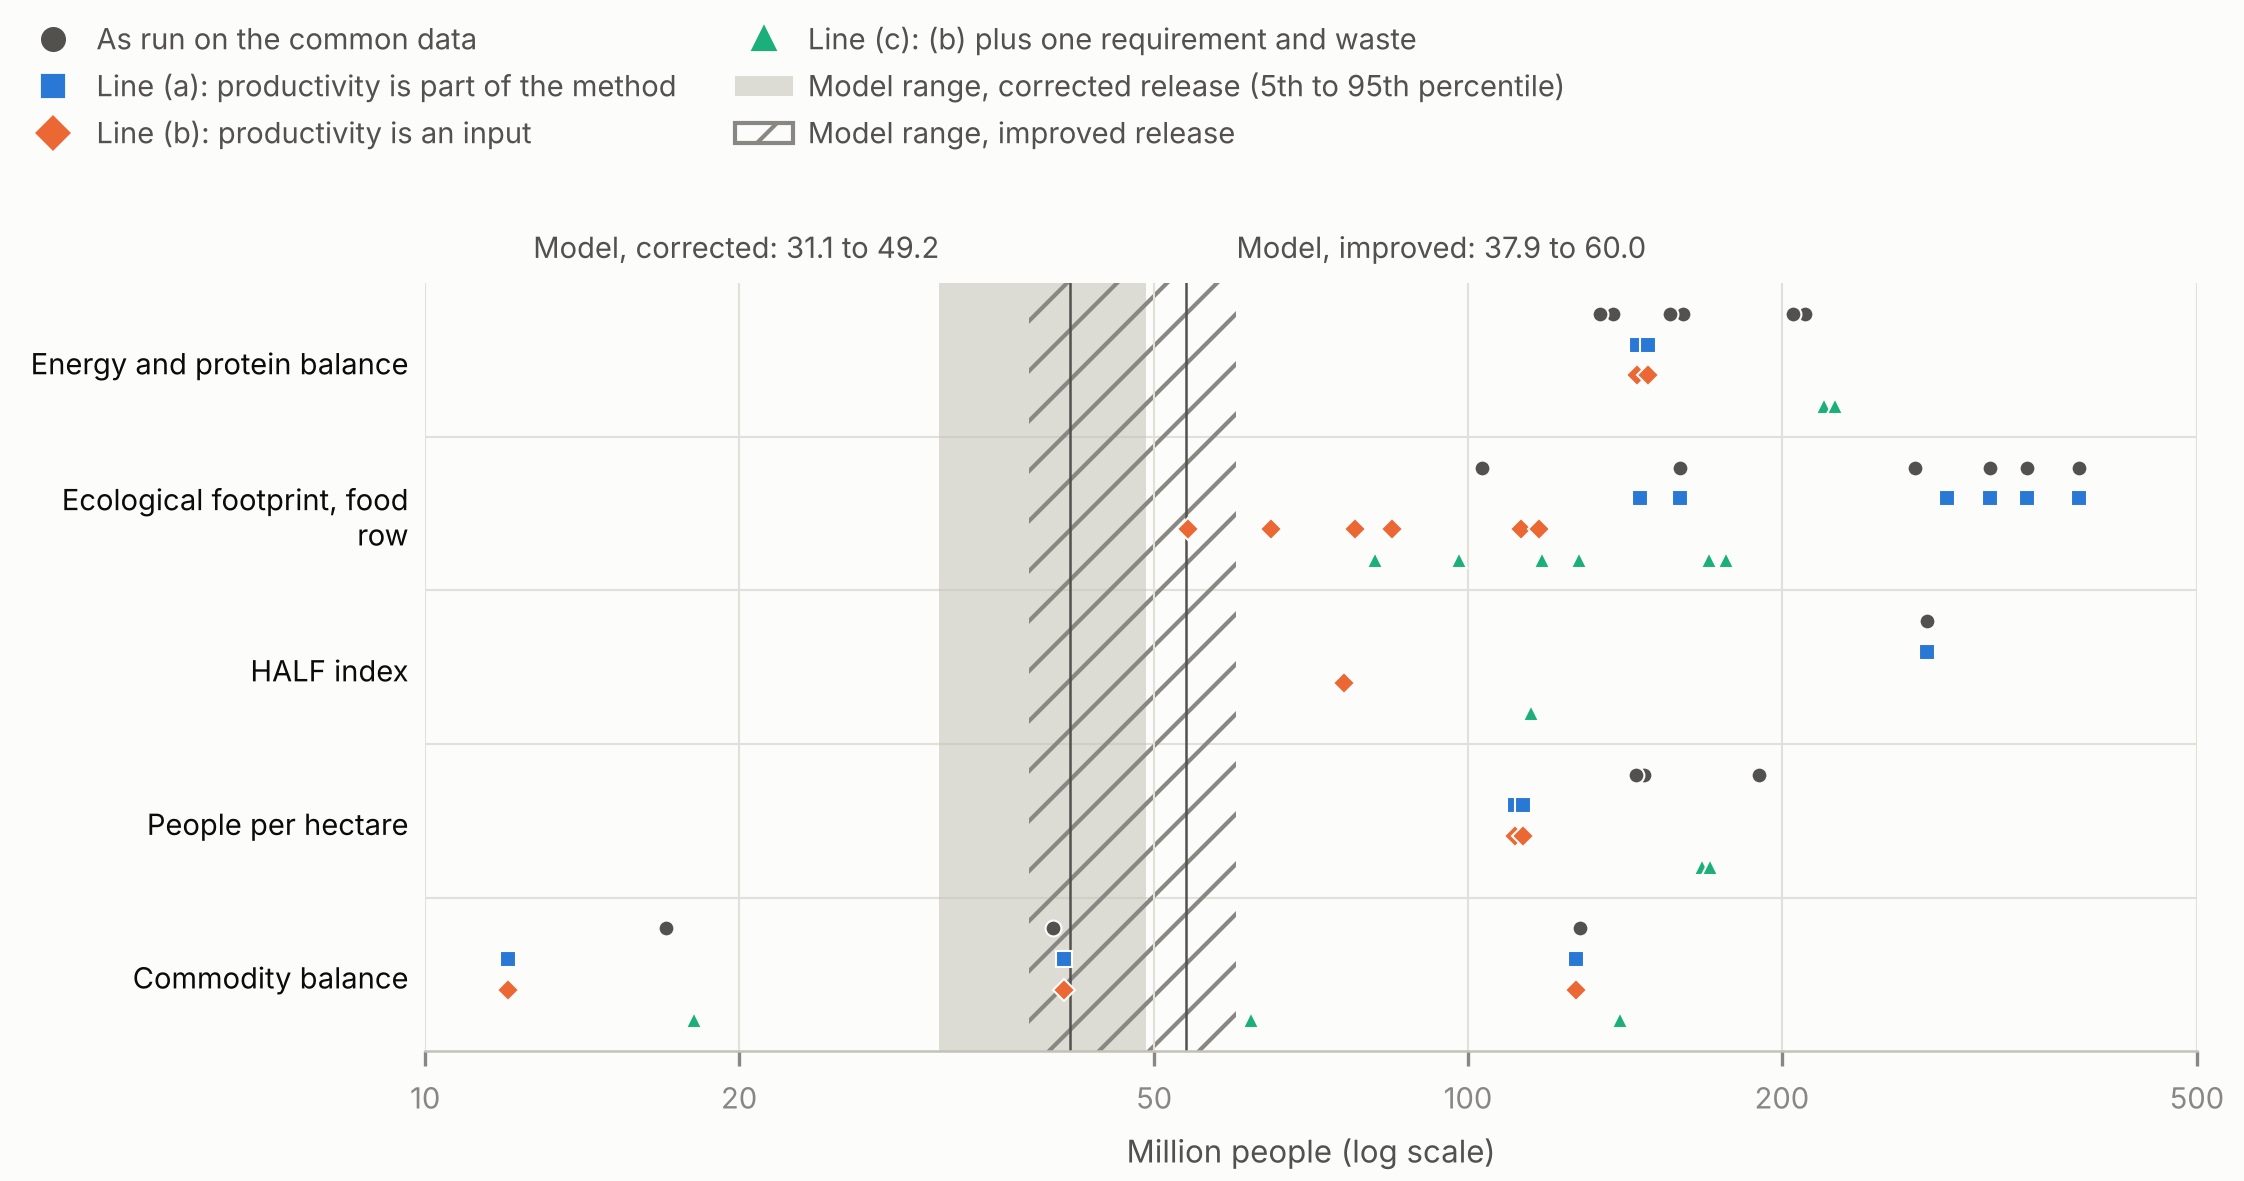 As run on the common data
Line (a): productivity is part of the method
Line (b): productivity is an input
Line (c): (b) plus one requirement and waste
Model range, corrected release (5th to 95th percentile)
Model range, improved release
Model, corrected: 31.1 to 49.2
Model, improved: 37.9 to 60.0
Energy and protein balance
Ecological footprint, food
row
HALF index
People per hectare
Commodity balance
10
20
50
100
200
500
Million people (log scale)